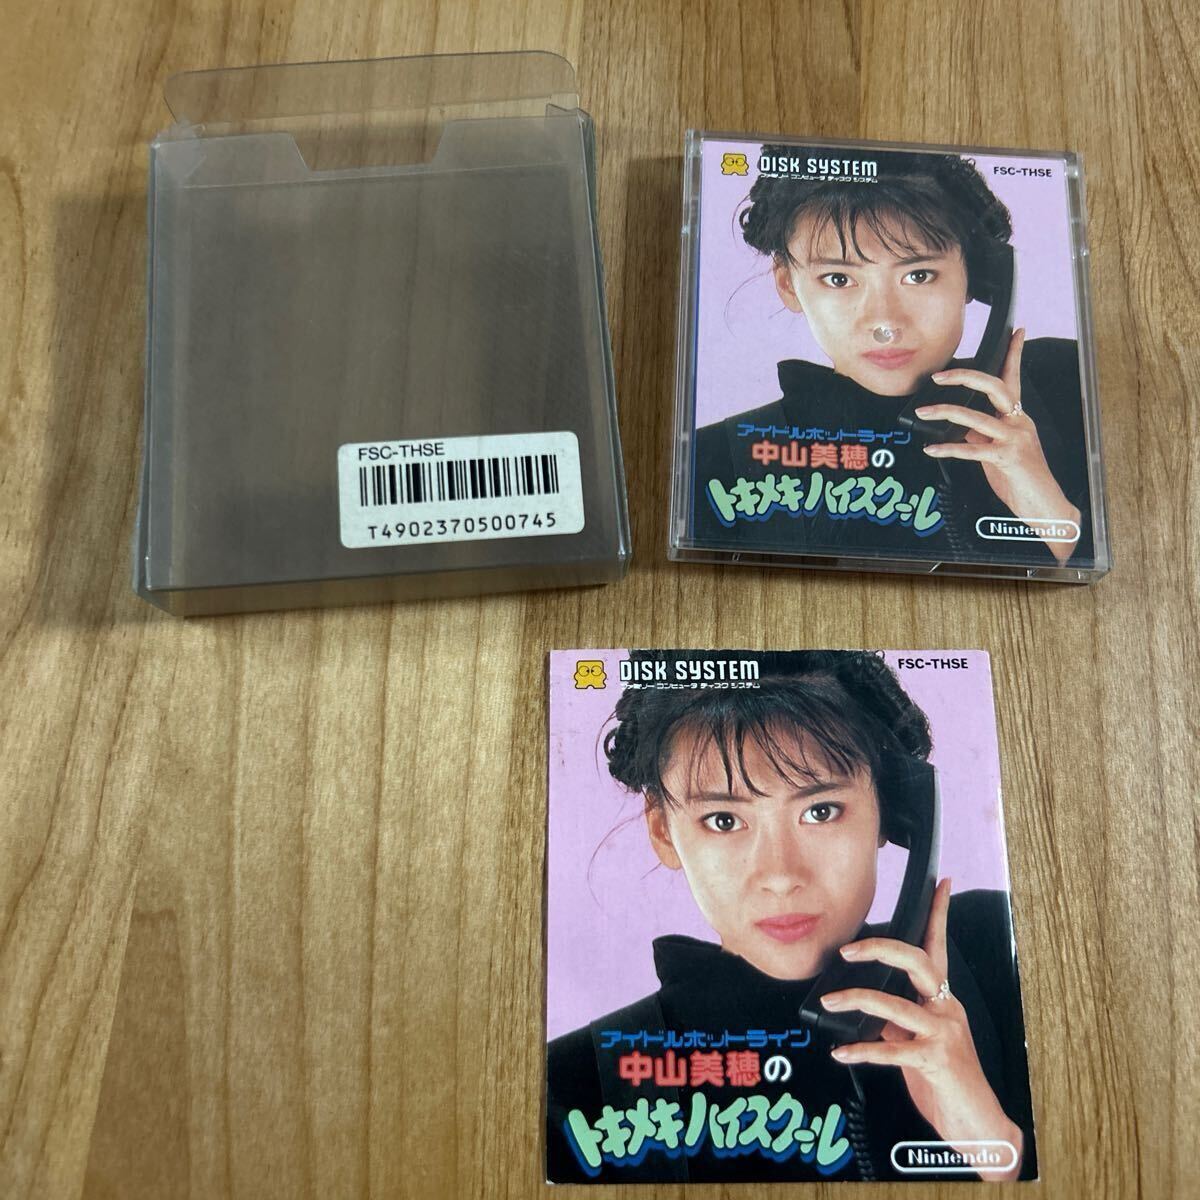 FSC-THSE
T4902370500745
DISK SYSTEM
ファミリー コンピュータ ディスク システム
FSC-THSE
アイドルホットライン
中山美穂の
トキメキハイスクール
Nintendo
DISK SYSTEM
ファミリー コンピュータ ディスク システム
FSC-THSE
アイドルホットライン
中山美穂の
トキメキハイスクール
Nintendo